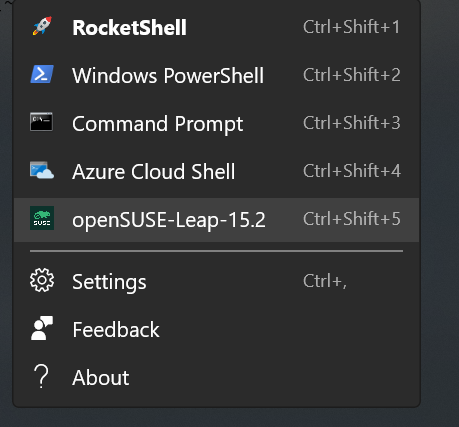 RocketShell Ctrl+Shift+1
Windows PowerShell Ctrl+Shift+2
Command Prompt Ctrl+Shift+3
Azure Cloud Shell Ctrl+Shift+4
SUSE openSUSE-Leap-15.2 Ctrl+Shift+5
Settings Ctrl+,
Feedback
? About